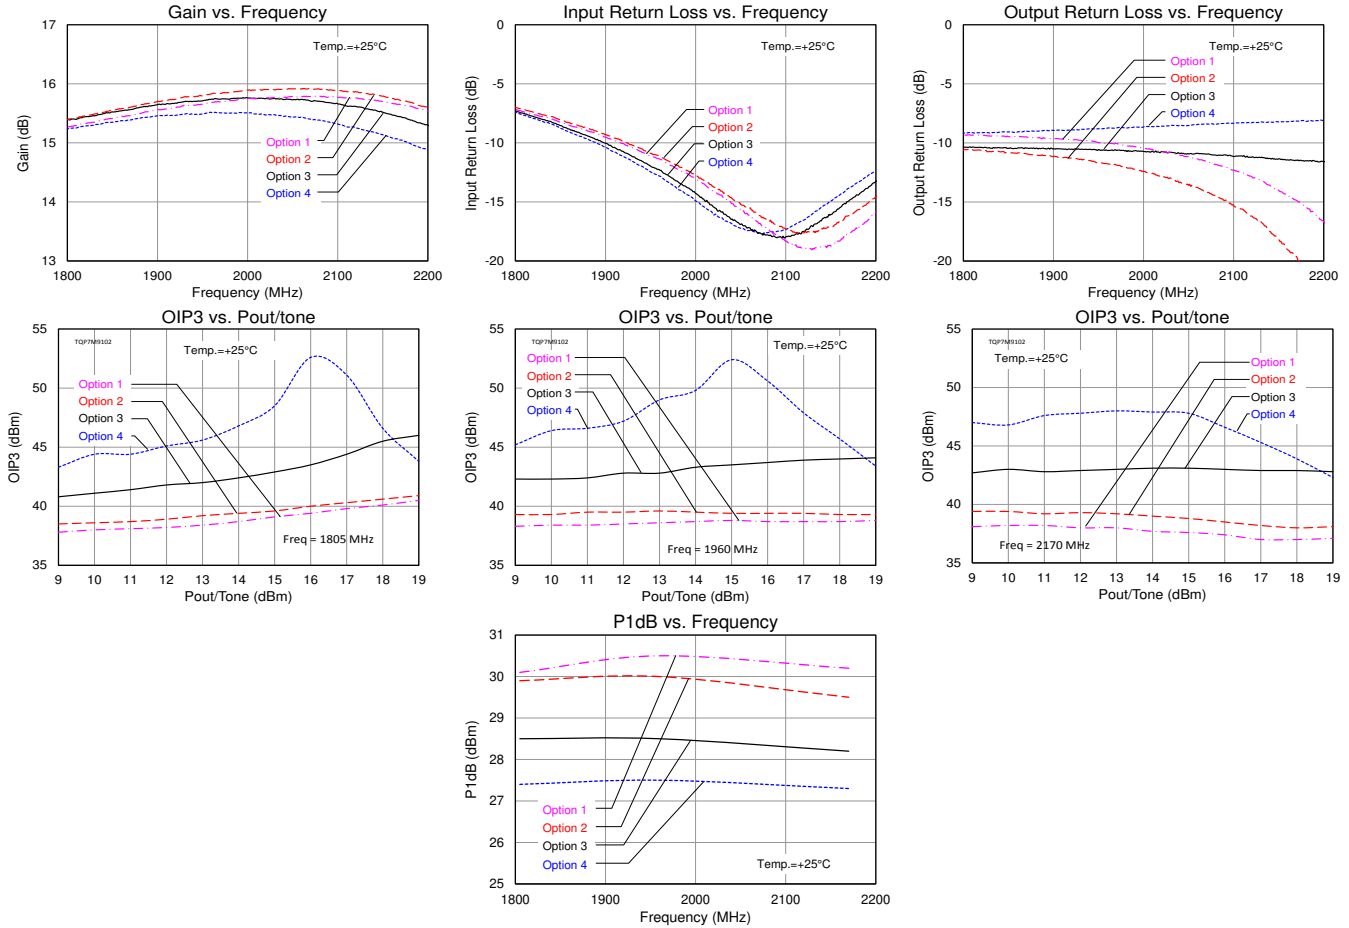 Gain vs. Frequency
17
16
15
14
13
Gain (dB)
Temp.=+25°C
Option 1
Option 2
Option 3
Option 4
1800 1900 2000 2100 2200
Frequency (MHz)
Input Return Loss vs. Frequency
0
-5
-10
-15
-20
Input Return Loss (dB)
Temp.=+25°C
Option 1
Option 2
Option 3
Option 4
1800 1900 2000 2100 2200
Frequency (MHz)
Output Return Loss vs. Frequency
0
-5
-10
-15
-20
Output Return Loss (dB)
Temp.=+25°C
Option 1
Option 2
Option 3
Option 4
1800 1900 2000 2100 2200
Frequency (MHz)
OIP3 vs. Pout/tone
55
50
45
40
35
OIP3 (dBm)
TQP7M9102
Temp.=+25°C
Option 1
Option 2
Option 3
Option 4
Freq = 1805 MHz
9 10 11 12 13 14 15 16 17 18 19
Pout/Tone (dBm)
OIP3 vs. Pout/tone
55
50
45
40
35
OIP3 (dBm)
TQP7M9102
Temp.=+25°C
Option 1
Option 2
Option 3
Option 4
Freq = 1960 MHz
9 10 11 12 13 14 15 16 17 18 19
Pout/Tone (dBm)
OIP3 vs. Pout/tone
55
50
45
40
35
OIP3 (dBm)
TQP7M9102
Temp.=+25°C
Option 1
Option 2
Option 3
Option 4
Freq = 2170 MHz
9 10 11 12 13 14 15 16 17 18 19
Pout/Tone (dBm)
P1dB vs. Frequency
31
30
29
28
27
26
25
P1dB (dBm)
Option 1
Option 2
Option 3
Option 4
Temp.=+25°C
1800 1900 2000 2100 2200
Frequency (MHz)